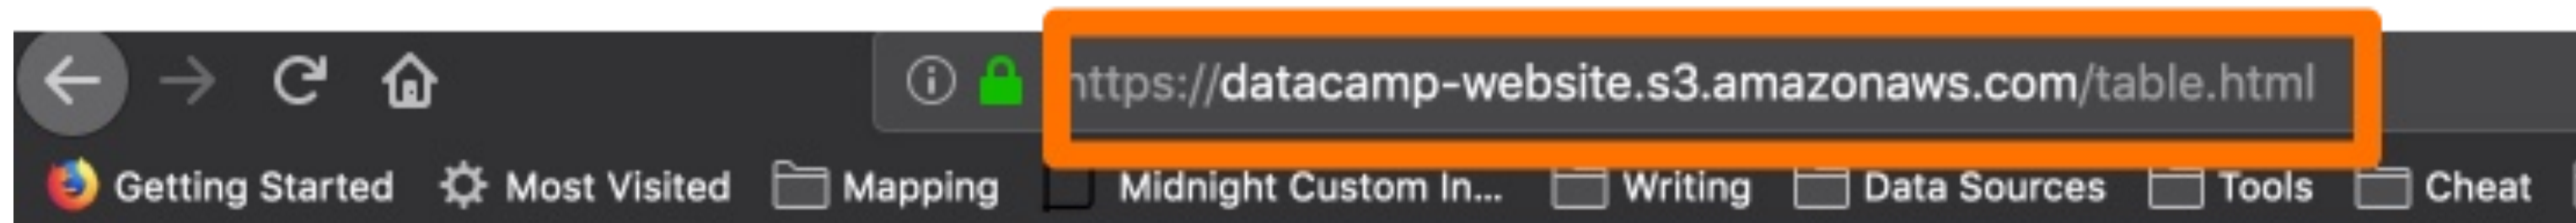 https://datacamp-website.s3.amazonaws.com/table.html
Getting Started Most Visited Mapping Midnight Custom In... Writing Data Sources Tools Cheat